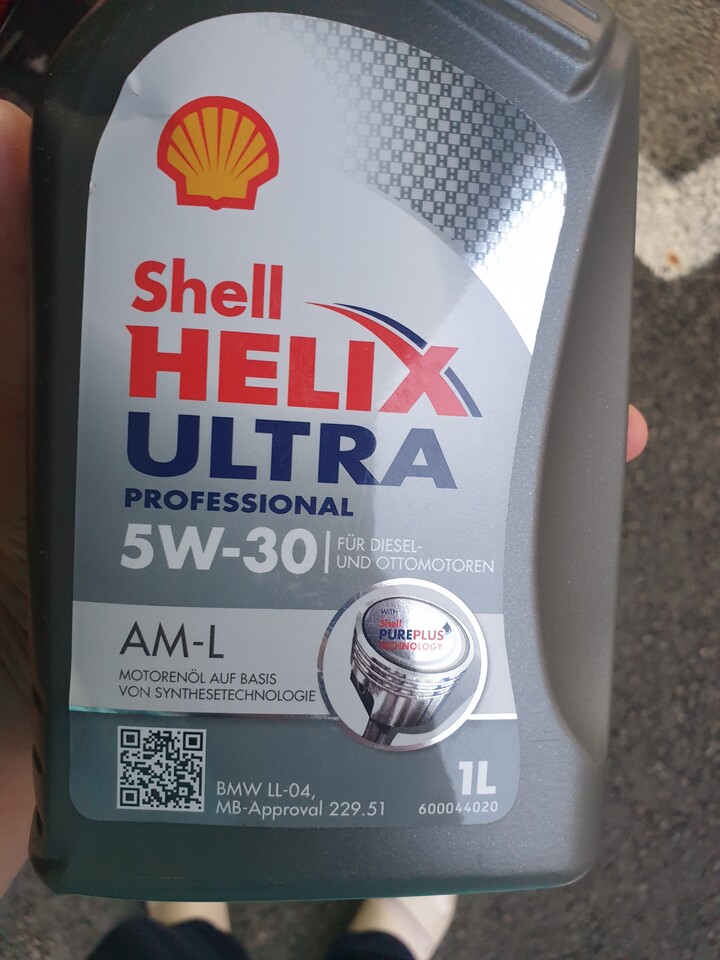 Shell
HELIX
ULTRA
PROFESSIONAL
5W-30
FÜR DIESEL-
UND OTTOMOTOREN
AM-L
MOTORENÖL AUF BASIS
VON SYNTHESETECHNOLOGIE
WITH
Shell
PUREPLUS
TECHNOLOGY
BMW LL-04,
MB-Approval 229.51
1L
600044020